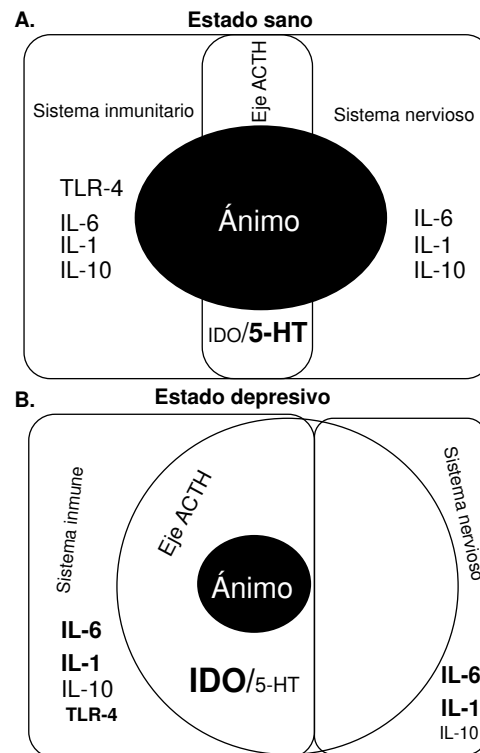 A.
Estado sano
Sistema inmunitario
Eje ACTH
Sistema nervioso
TLR-4
IL-6
IL-1
IL-10
Ánimo
IL-6
IL-1
IL-10
IDO/5-HT
B.
Estado depresivo
Sistema inmune
Eje ACTH
Sistema nervioso
Ánimo
IL-6
IL-1
IL-10
TLR-4
IDO/5-HT
IL-6
IL-1
IL-10